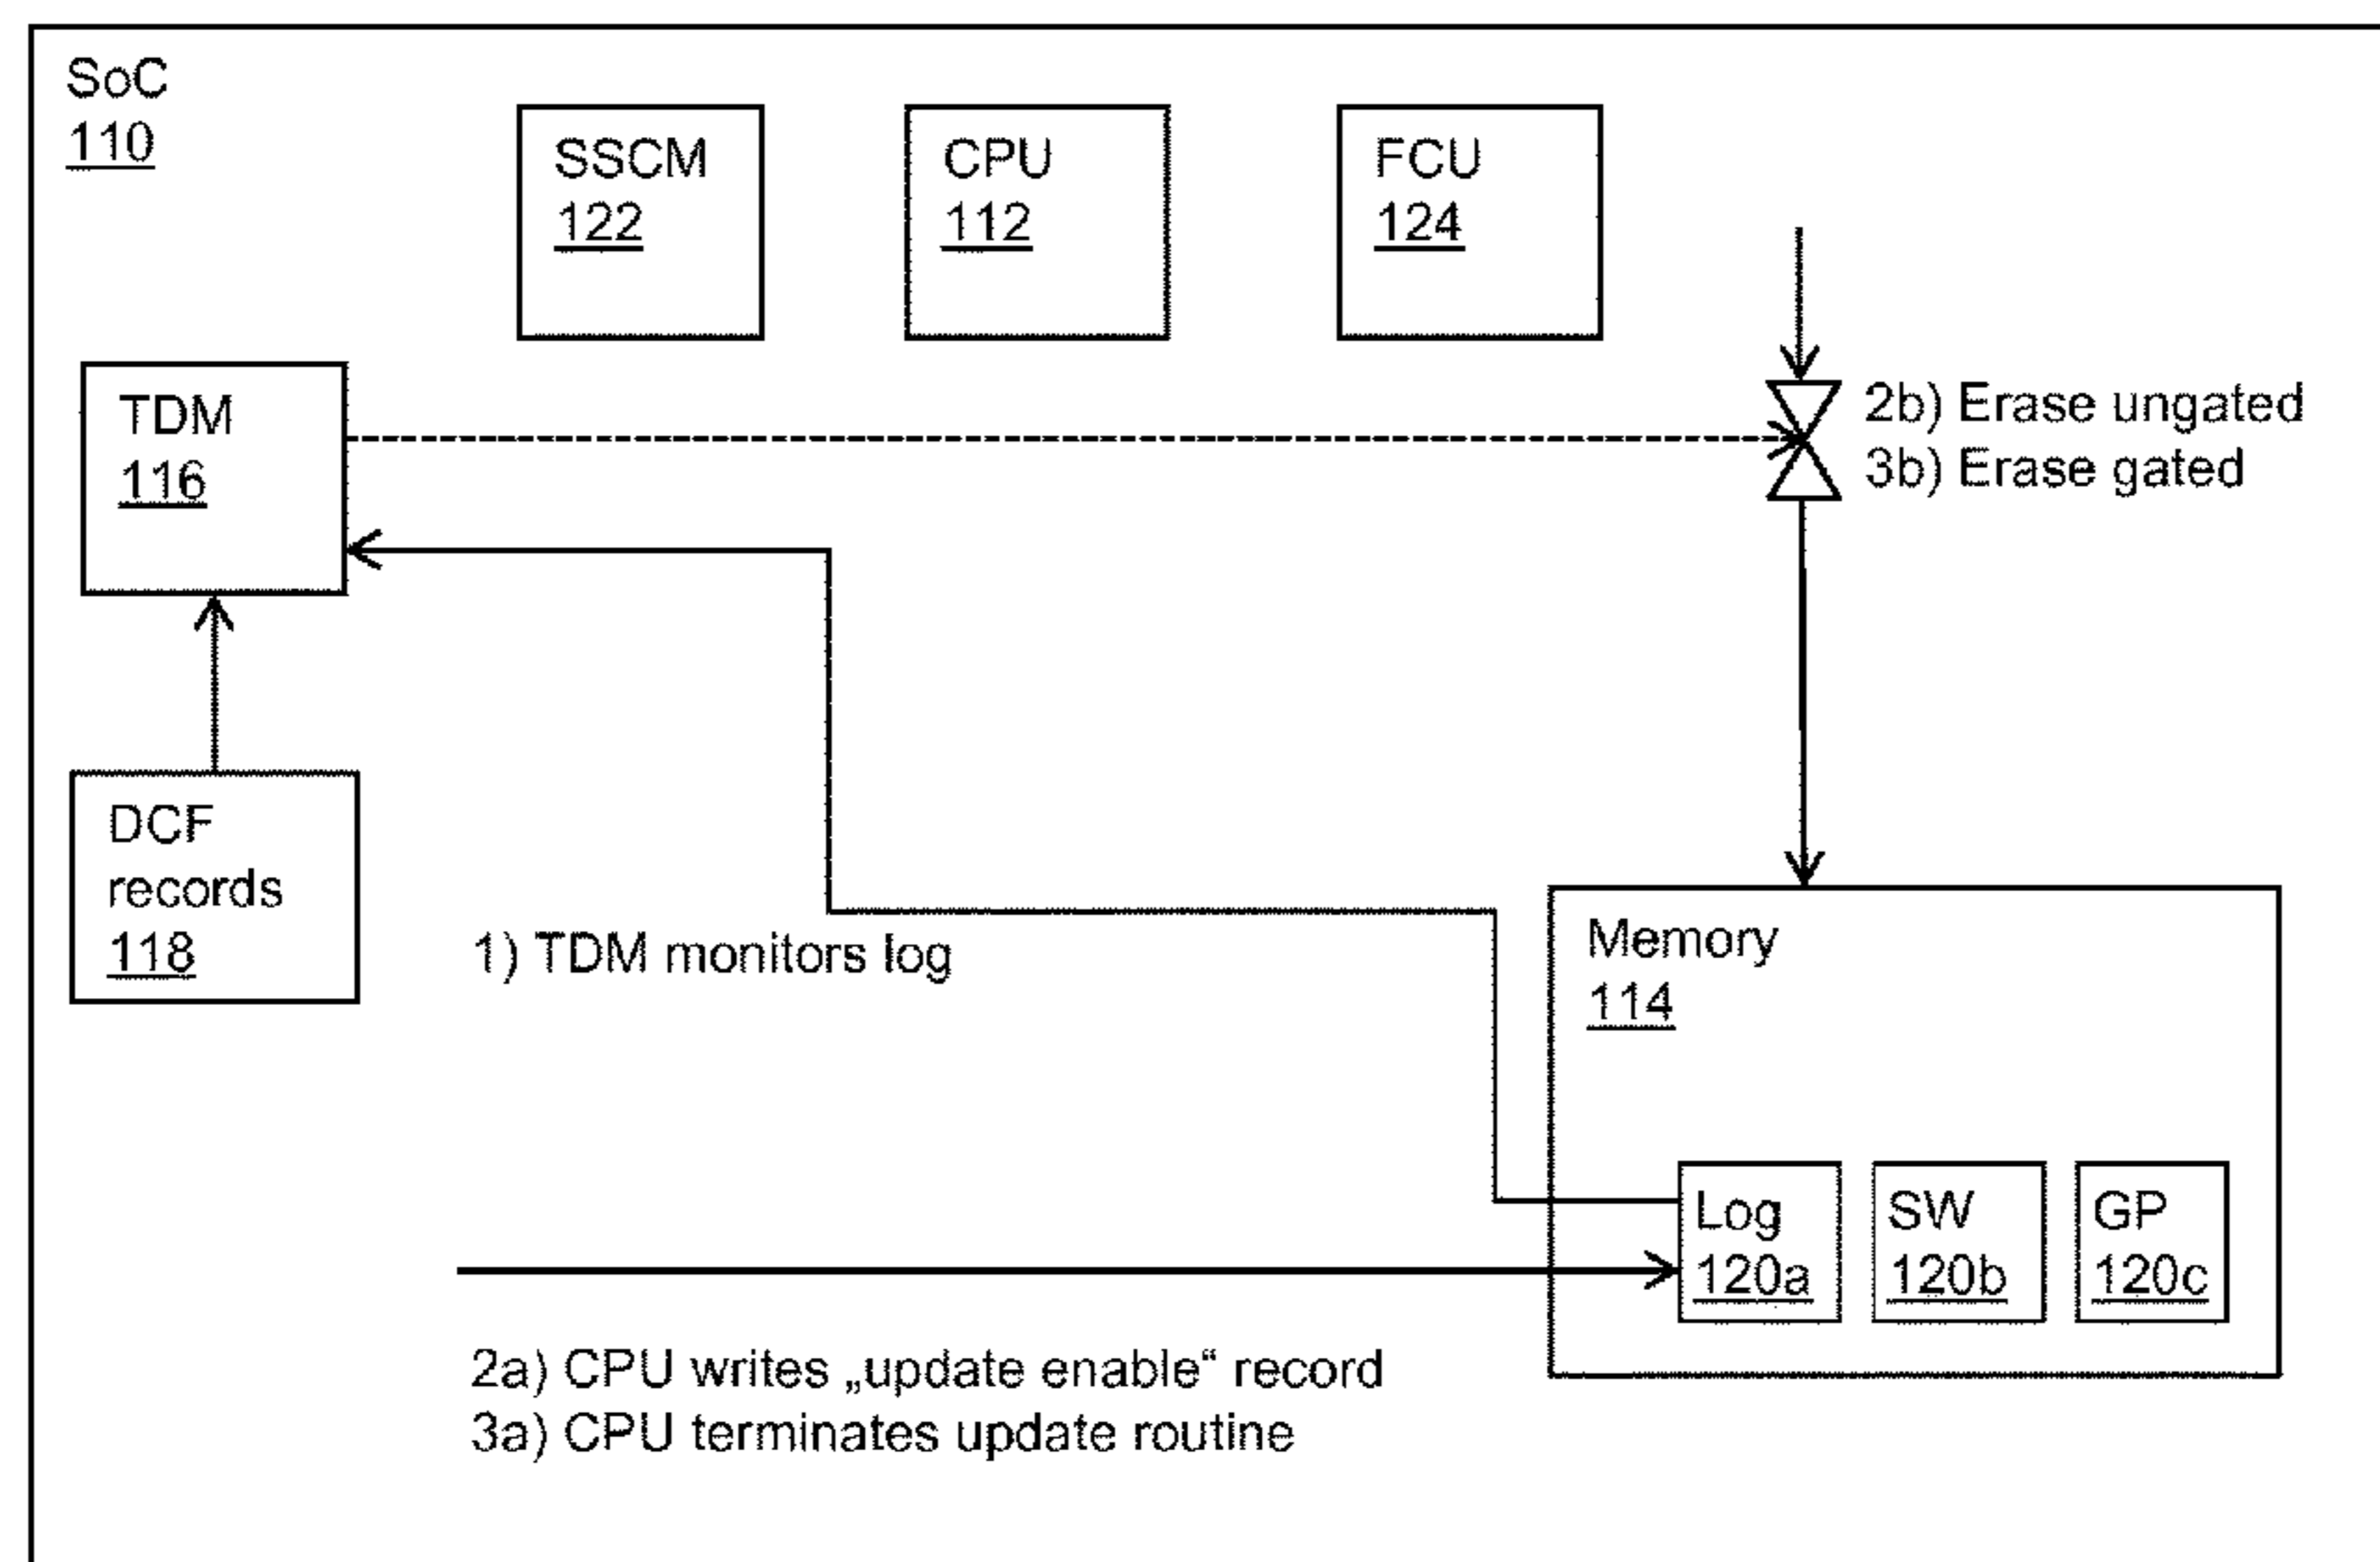 SoC
110
SSCM
122
CPU
112
FCU
124
TDM
116
2b) Erase ungated
3b) Erase gated
DCF
records
118
1) TDM monitors log
Memory
114
Log
120a
SW
120b
GP
120c
2a) CPU writes „update enable“ record
3a) CPU terminates update routine